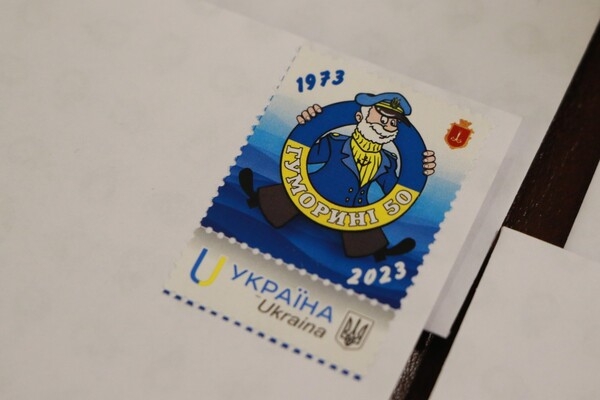 1973
ГУМОРИНІ 50
2023
УКРАЇНА
Ukraina